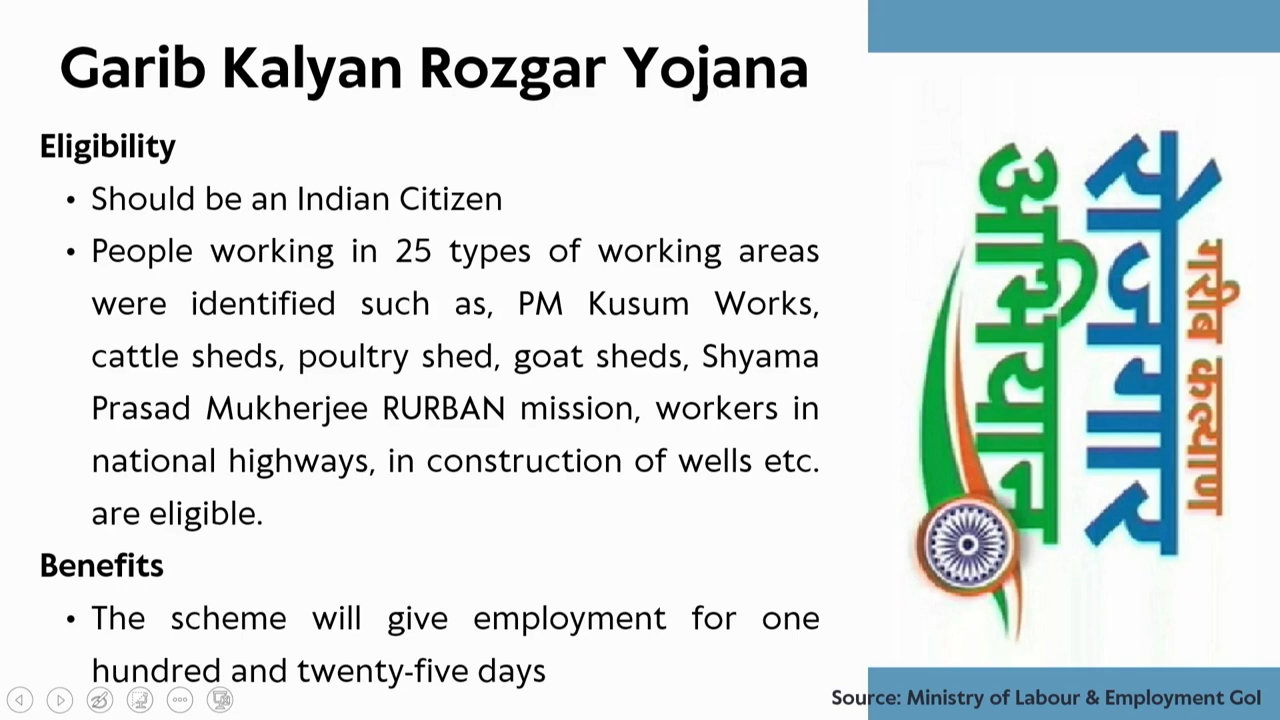 Garib Kalyan Rozgar Yojana
Eligibility
• Should be an Indian Citizen
• People working in 25 types of working areas
were identified such as, PM Kusum Works,
cattle sheds, poultry shed, goat sheds, Shyama
Prasad Mukherjee RURBAN mission, workers in
national highways, in construction of wells etc.
are eligible.
Benefits
• The scheme will give employment for one
hundred and twenty-five days
गरीब कल्याण
रोजगार
अभियान
Source: Ministry of Labour & Employment GoI